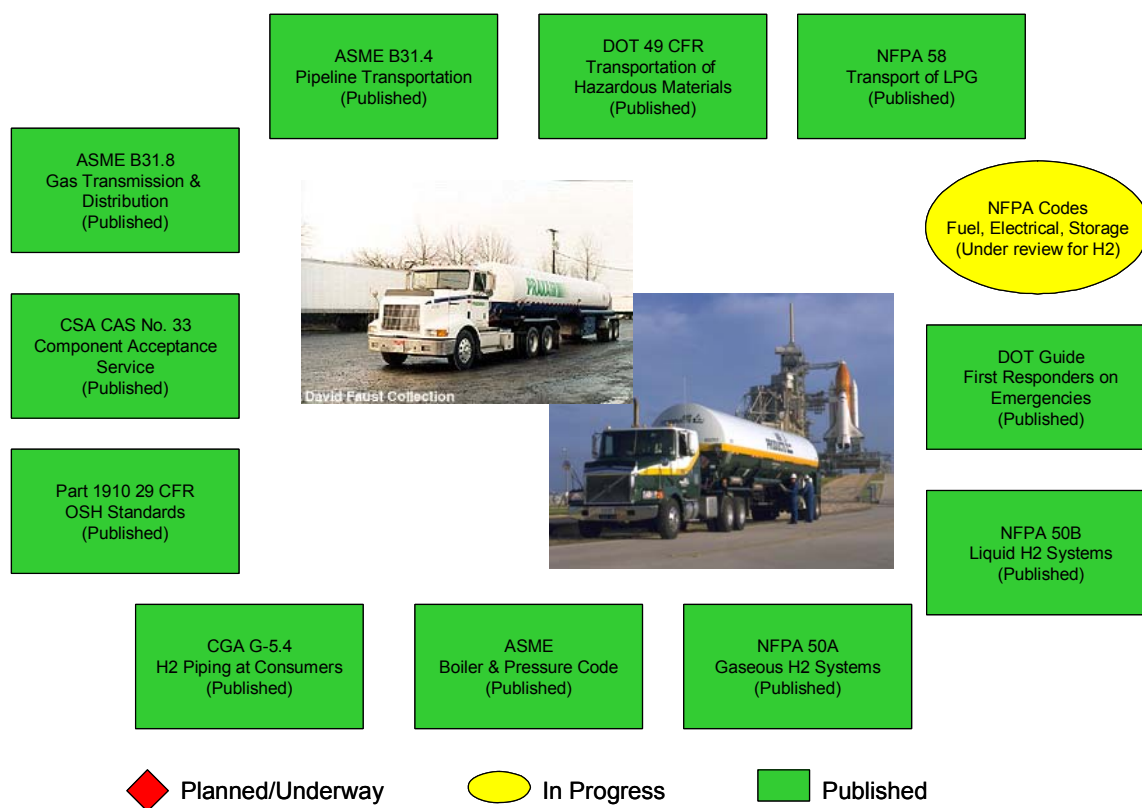 ASME B31.4
Pipeline Transportation
(Published)
DOT 49 CFR
Transportation of
Hazardous Materials
(Published)
NFPA 58
Transport of LPG
(Published)
ASME B31.8
Gas Transmission &
Distribution
(Published)
NFPA Codes
Fuel, Electrical, Storage
(Under review for H2)
PRAXAIR
David Faust Collection
CSA CAS No. 33
Component Acceptance
Service
(Published)
DOT Guide
First Responders on
Emergencies
(Published)
PRODUCTS
Part 1910 29 CFR
OSH Standards
(Published)
NFPA 50B
Liquid H2 Systems
(Published)
CGA G-5.4
H2 Piping at Consumers
(Published)
ASME
Boiler & Pressure Code
(Published)
NFPA 50A
Gaseous H2 Systems
(Published)
Planned/Underway
In Progress
Published